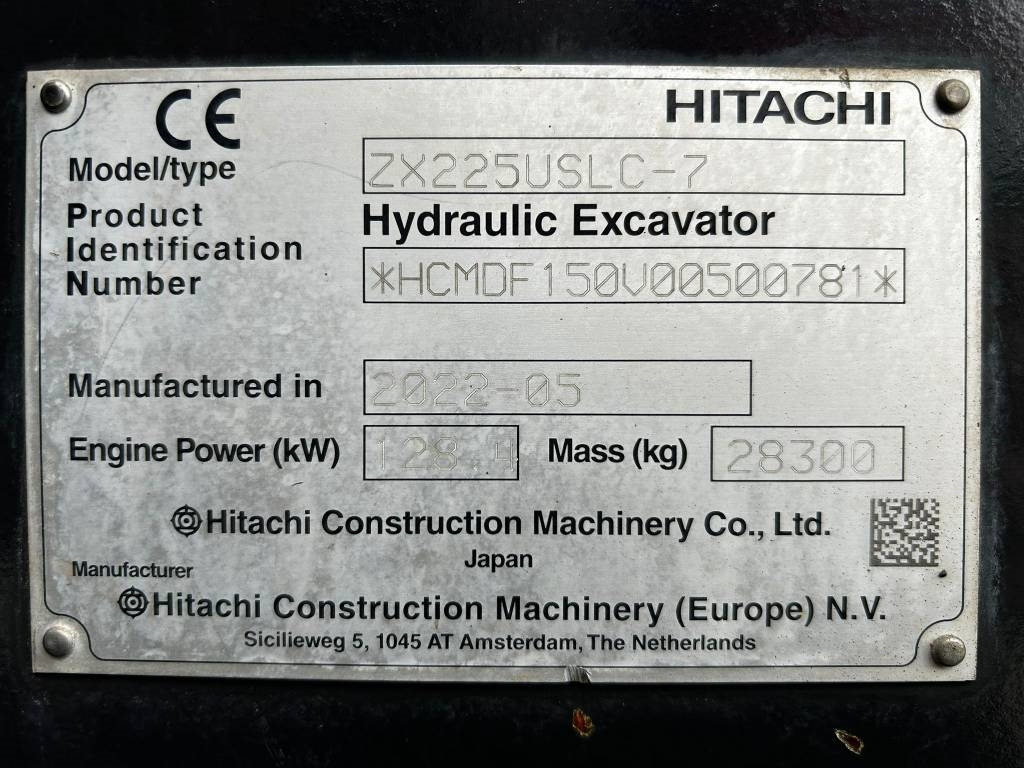 CE
HITACHI
Model/type ZX225USLC-7
Product Hydraulic Excavator
Identification
Number *HCMDF150V00500781*
Manufactured in 2022-05
Engine Power (kW) 128.4 Mass (kg) 28300
Hitachi Construction Machinery Co., Ltd.
Japan
Manufacturer
Hitachi Construction Machinery (Europe) N.V.
Sicilieweg 5, 1045 AT Amsterdam, The Netherlands